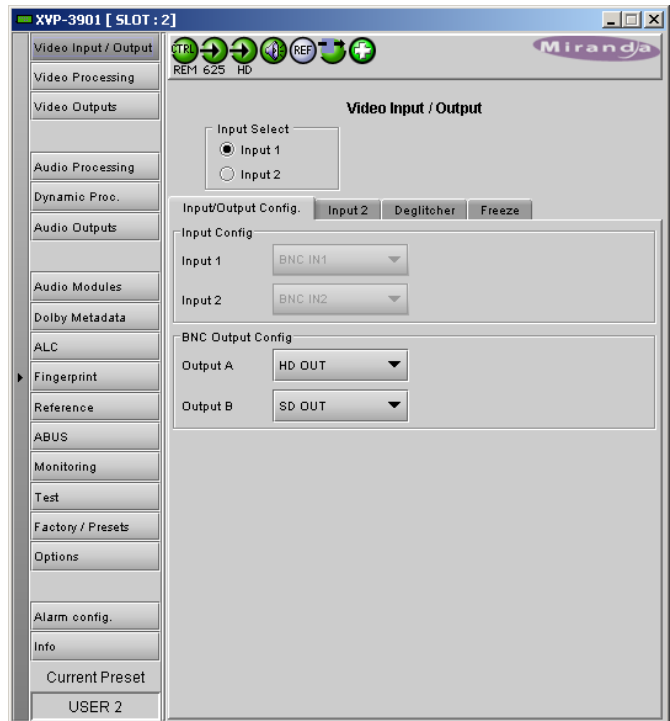 XVP-3901 [ SLOT : 2]
Video Input / Output
Video Processing
Video Outputs
Audio Processing
Dynamic Proc.
Audio Outputs
Audio Modules
Dolby Metadata
ALC
Fingerprint
Reference
ABUS
Monitoring
Test
Factory / Presets
Options
Alarm config.
Info
Current Preset
USER 2
CTRL REF
REM 625 HD
Miranda
Video Input / Output
Input Select
Input 1
Input 2
Input/Output Config. Input 2 Deglitcher Freeze
Input Config
Input 1 BNC IN1
Input 2 BNC IN2
BNC Output Config
Output A HD OUT
Output B SD OUT